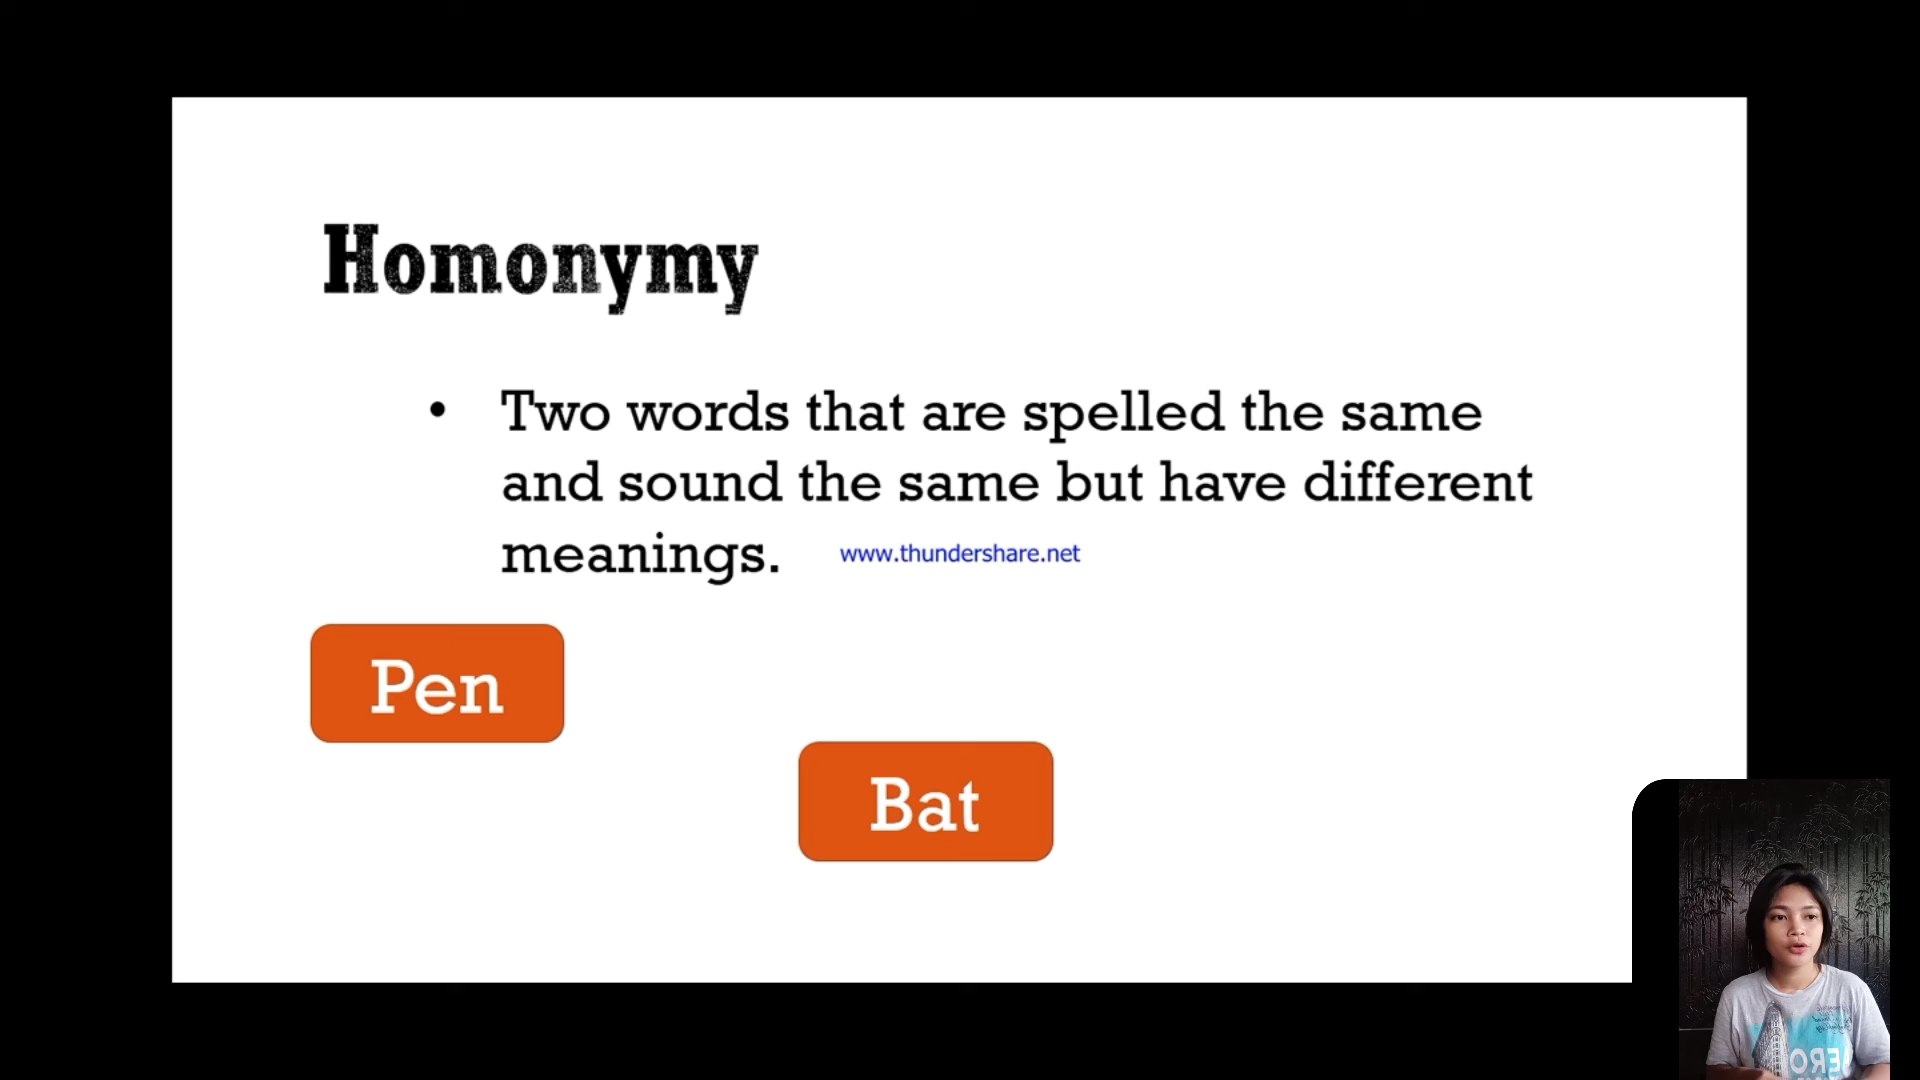 Homonymy
• Two words that are spelled the same
and sound the same but have different
meanings.
www.thundershare.net
Pen
Bat